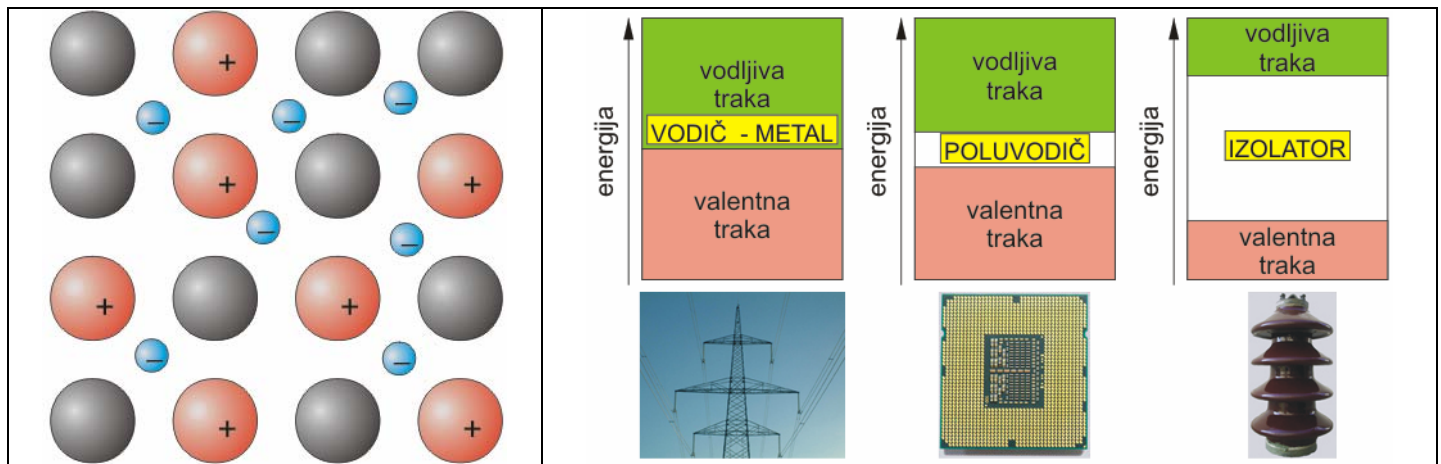 +
− − −
+ +
− −
+ +
− −
+ +
energija
vodljiva
traka
VODIČ - METAL
valentna
traka
energija
vodljiva
traka
POLUVODIČ
valentna
traka
energija
vodljiva
traka
IZOLATOR
valentna
traka